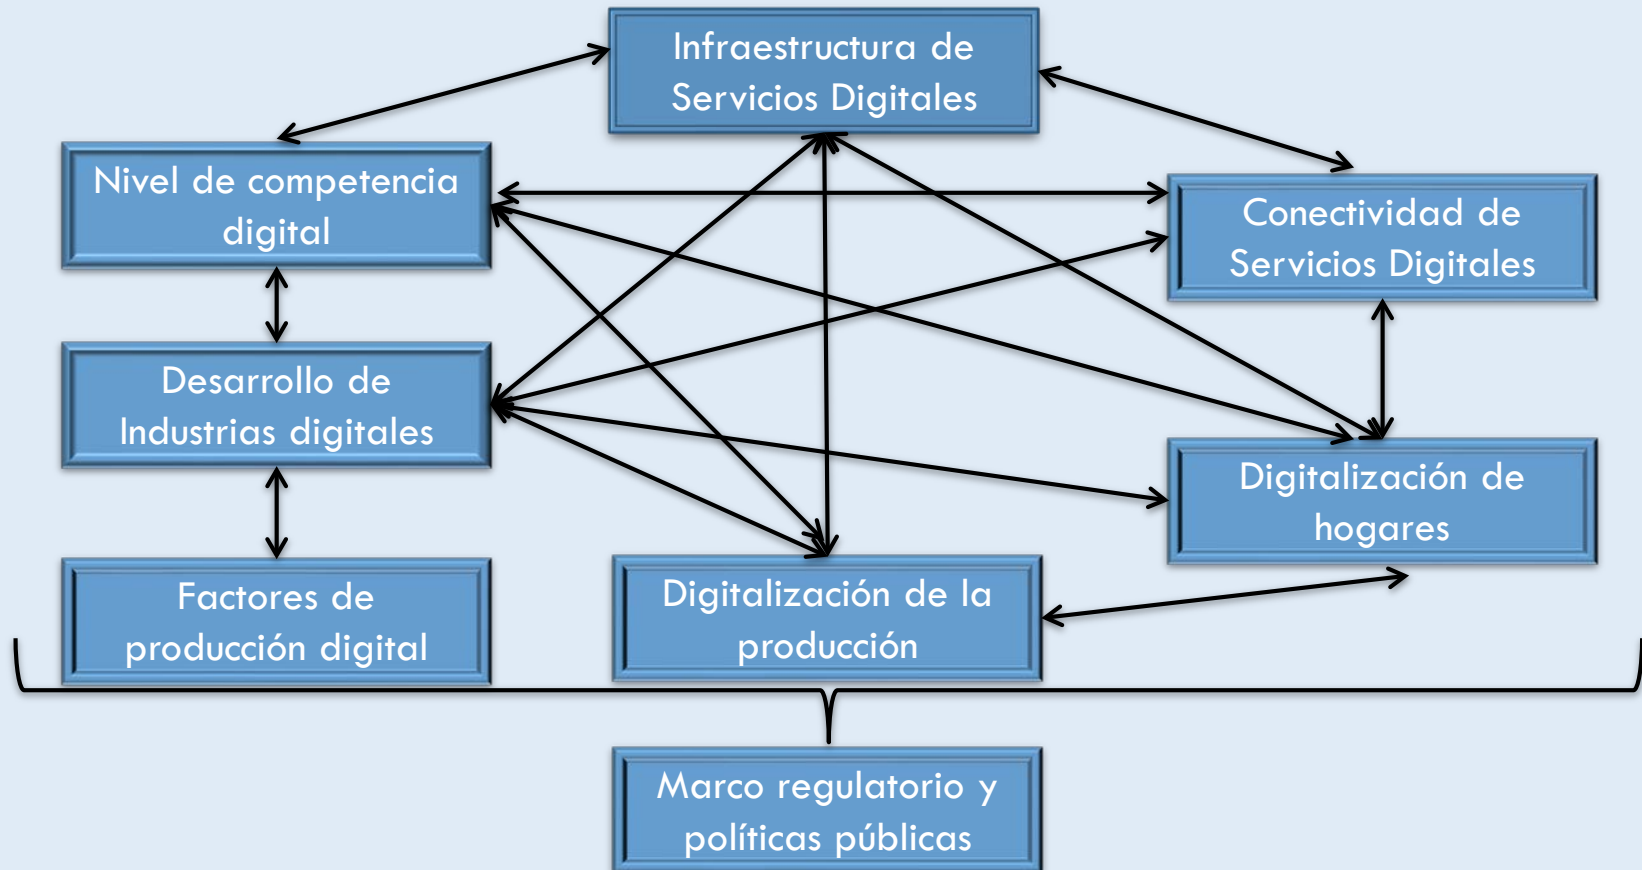 Infraestructura de
Servicios Digitales
Nivel de competencia
digital
Conectividad de
Servicios Digitales
Desarrollo de
Industrias digitales
Digitalización de
hogares
Factores de
producción digital
Digitalización de la
producción
Marco regulatorio y
políticas públicas